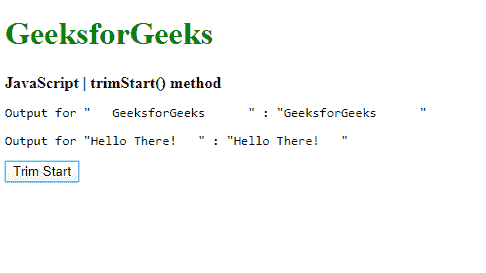 GeeksforGeeks
JavaScript | trimStart() method
Output for "   GeeksforGeeks      " : "GeeksforGeeks      "
Output for "Hello There!   " : "Hello There!   "
Trim Start